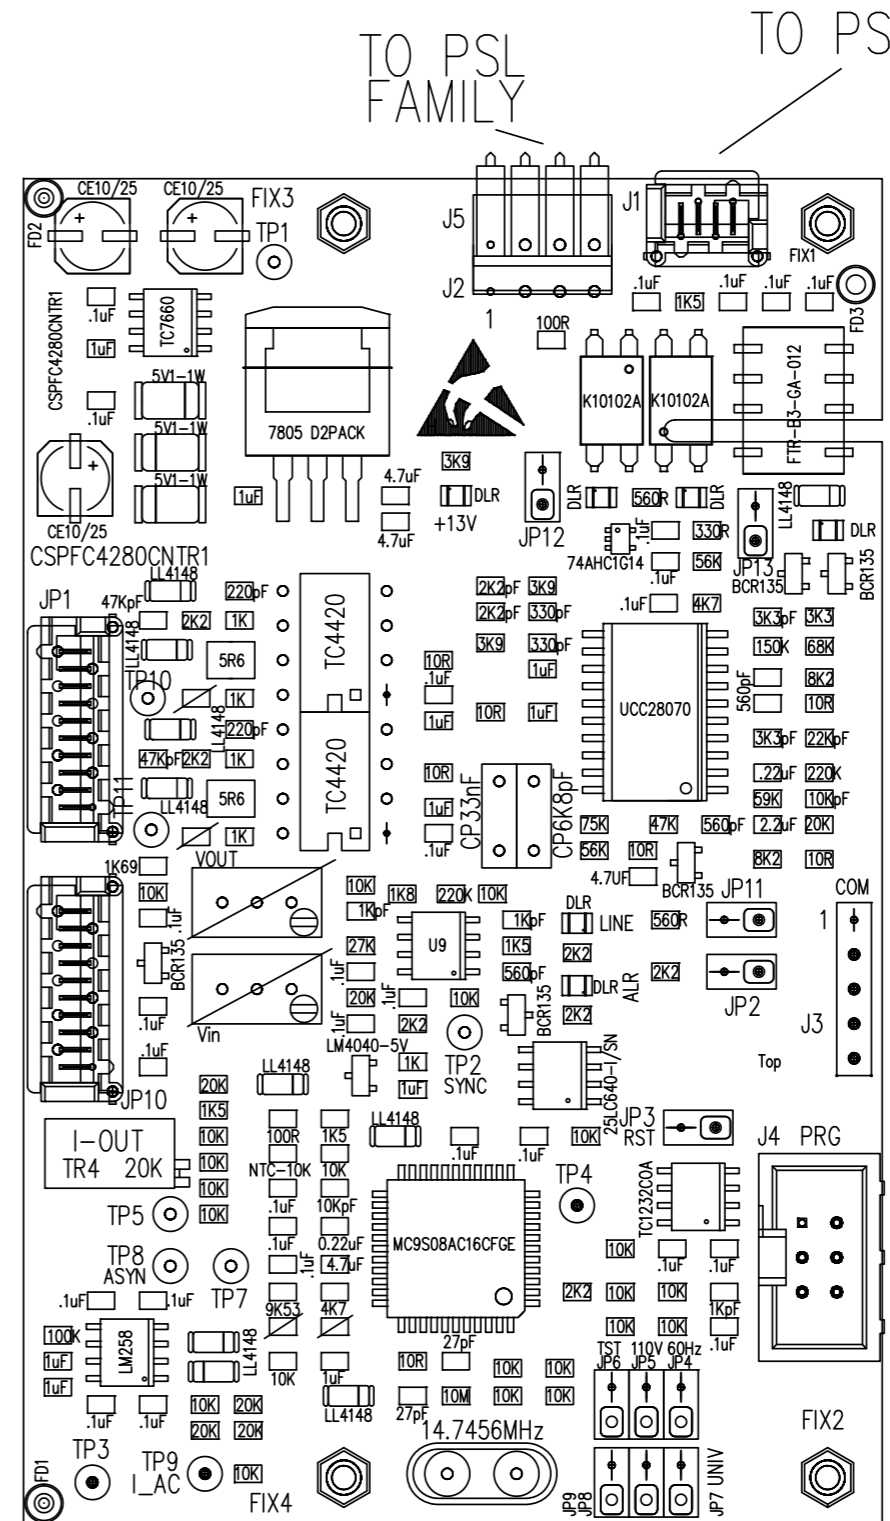 TO PSL
FAMILY
TO PS
CE10/25
CE10/25
FIX3
FD2
TP1
J5
J2
1
J1
FIX1
FD3
.1uF
TC7660
1uF
.1uF
CSPFC4280CNTR1
.1uF
1K5
.1uF
.1uF
.1uF
100R
K10102A
K10102A
FTR-B3-GA-012
5V1-1W
5V1-1W
5V1-1W
7805 D2PACK
CE10/25
1uF
4.7uF
4.7uF
3K9
DLR
+13V
JP12
DLR
560R
DLR
JP13
LL4148
DLR
CSPFC4280CNTR1
74AHC1G14
.1uF
330R
56K
.1uF
BCR135
BCR135
JP1
LL4148
220pF
47KpF
2K2
1K
LL4148
5R6
TP10
1K
LL4148
220pF
47KpF
2K2
1K
TP11
LL4148
5R6
1K
TC4420
TC4420
2K2pF
3K9
2K2pF
330pF
3K9
330pF
1uF
10R
.1uF
1uF
10R
1uF
10R
1uF
.1uF
.1uF
4K7
UCC28070
3K3pF
3K3
150K
68K
560pF
8K2
10R
3K3pF
22KpF
.22uF
220K
59K
10KpF
2.2uF
20K
8K2
10R
CP33nF
CP6K8pF
75K
47K
560pF
56K
10R
4.7UF
BCR135
1K69
10K
.1uF
BCR135
.1uF
.1uF
JP10
VOUT
Vin
10K
1KpF
27K
.1uF
20K
.1uF
1K8
220K
10K
U9
1KpF
1K5
560pF
.1uF
10K
2K2
TP2
SYNC
BCR135
DLR
LINE
2K2
DLR
ALR
2K2
560R
2K2
JP11
JP2
COM
1
J3
Top
LM4040-5V
LL4148
1K
1uF
25LC640-I/SN
20K
1K5
10K
10K
10K
10K
I-OUT
TR4 20K
TP5
TP8
ASYN
TP7
100R
1K5
NTC-10K
10K
.1uF
10KpF
.1uF
0.22uF
.1uF
4.7uF
LL4148
.1uF
.1uF
10K
TP4
MC9S08AC16CFGE
JP3
RST
J4 PRG
TC1232COA
10K
.1uF
.1uF
2K2
10K
10K
1KpF
10K
10K
.1uF
.1uF
.1uF
100K
1uF
1uF
LM258
LL4148
.1uF
.1uF
9K53
4K7
10K
1uF
LL4148
10R
27pF
27pF
10M
10K
10K
10K
10K
TST
110V
60Hz
JP6
JP5
JP4
10K
20K
20K
20K
10K
TP3
TP9
I_AC
FD1
FIX4
14.7456MHz
JP9
JP8
JP7
UNIV
FIX2